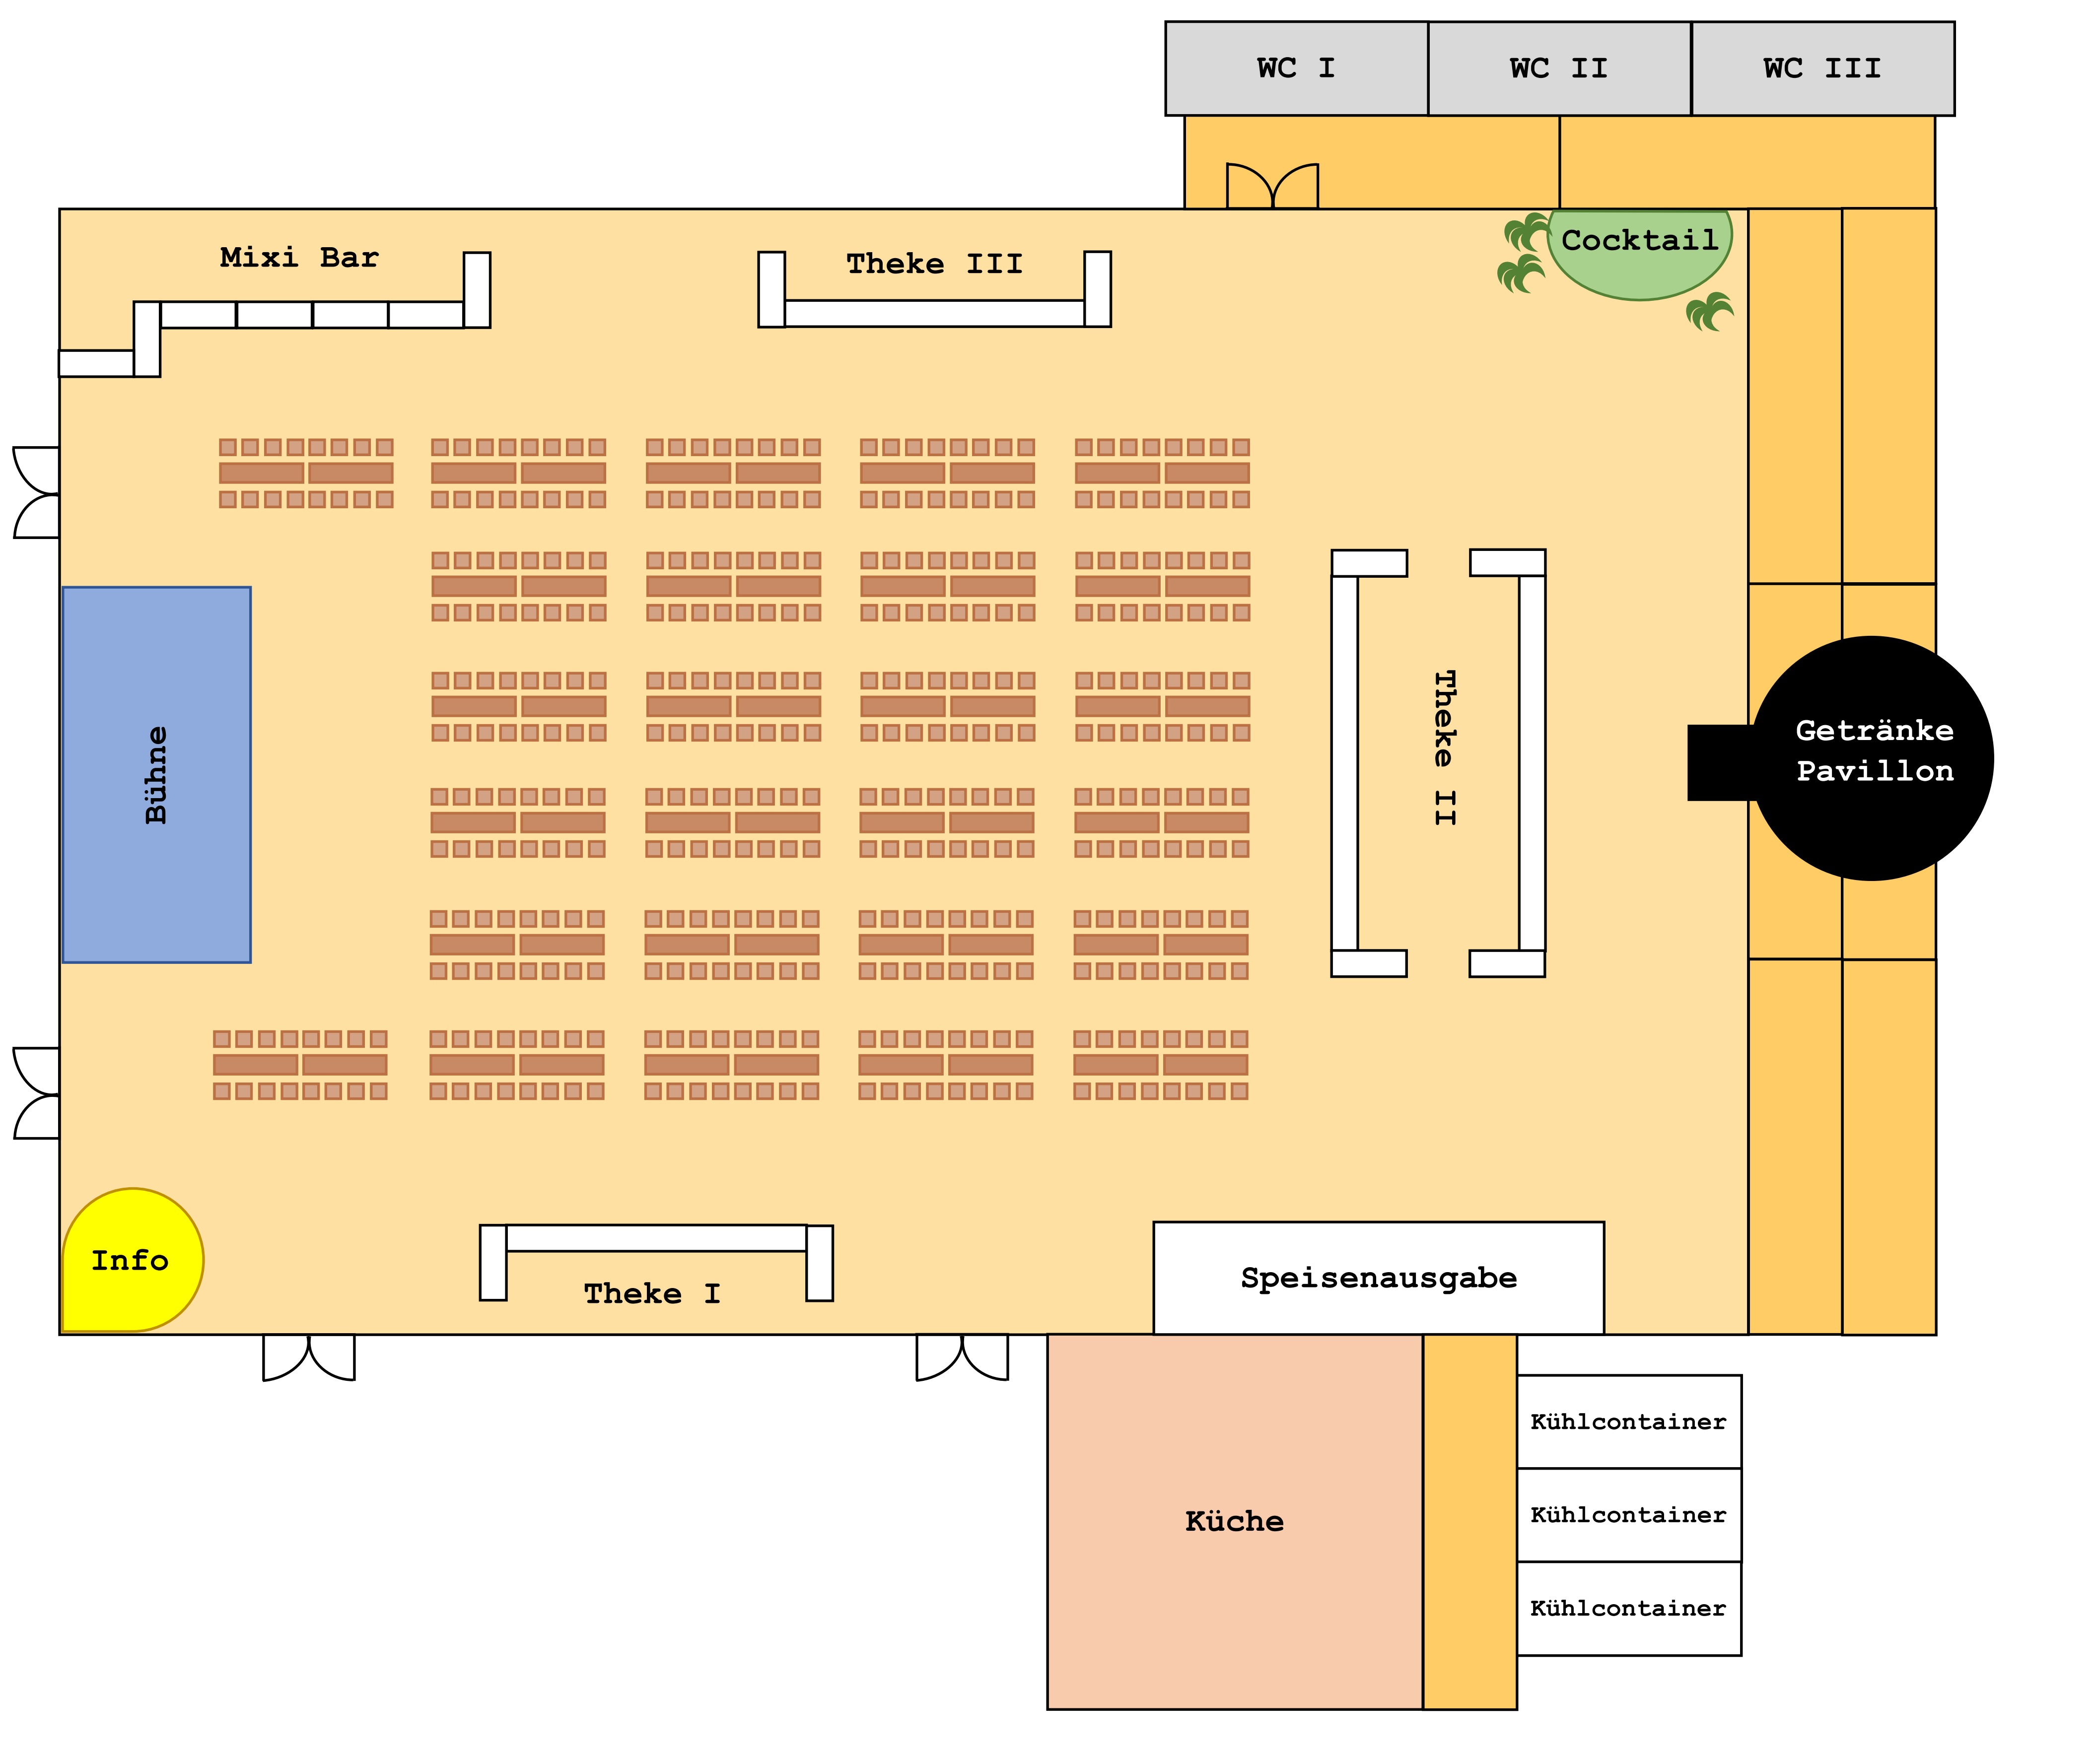 WC I
WC II
WC III
Mixi Bar
Theke III
Cocktail
Bühne
Theke II
Getränke
Pavillon
Info
Theke I
Speisenausgabe
Küche
Kühlcontainer
Kühlcontainer
Kühlcontainer